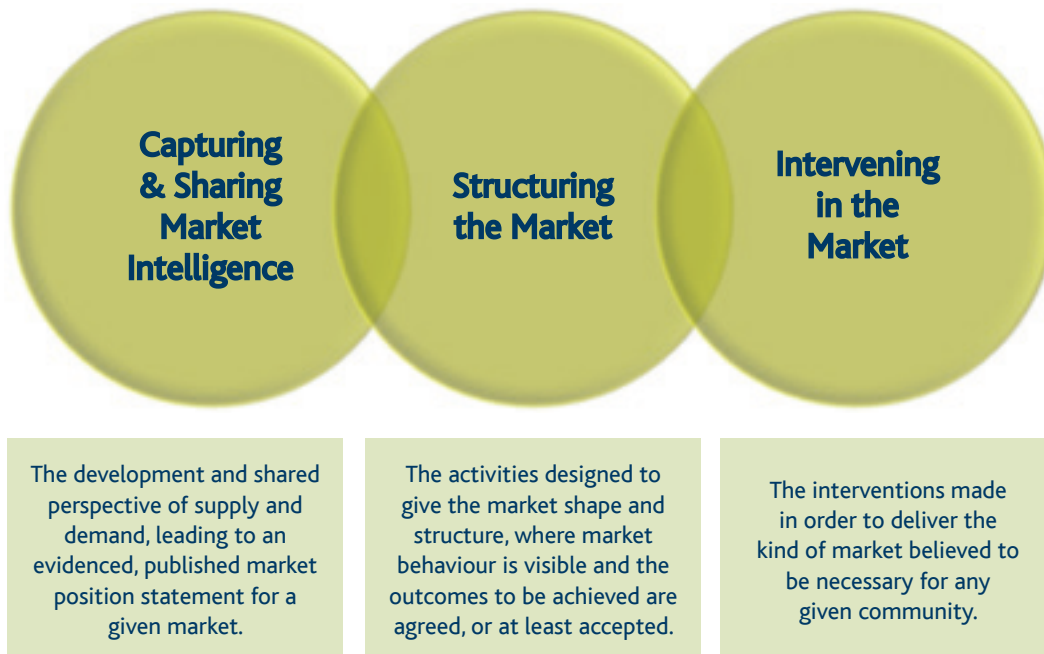 Capturing
& Sharing
Market
Intelligence
Structuring
the Market
Intervening
in the
Market
The development and shared
perspective of supply and
demand, leading to an
evidenced, published market
position statement for a
given market.
The activities designed to
give the market shape and
structure, where market
behaviour is visible and the
outcomes to be achieved are
agreed, or at least accepted.
The interventions made
in order to deliver the
kind of market believed to
be necessary for any
given community.